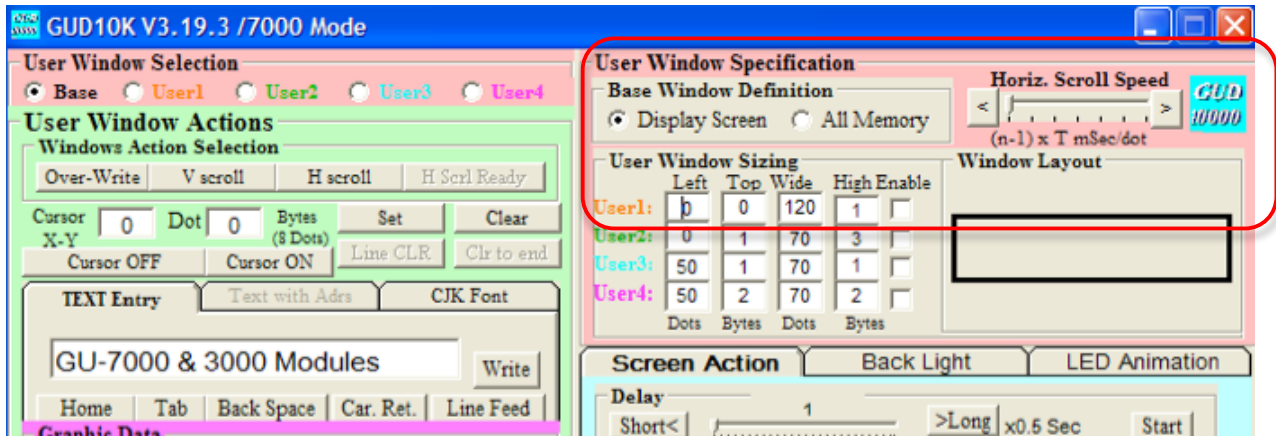 GUD10K V3.19.3 /7000 Mode
User Window Selection
Base User1 User2 User3 User4
User Window Actions
Windows Action Selection
Over-Write V scroll H scroll H Scrl Ready
Cursor X-Y 0 Dot 0 Bytes (8 Dots) Set Clear
Cursor OFF Cursor ON Line CLR Clr to end
TEXT Entry Text with Adrs CJK Font
GU-7000 & 3000 Modules Write
Home Tab Back Space Car. Ret. Line Feed
Graphic Data
User Window Specification
Base Window Definition
Display Screen All Memory
Horiz. Scroll Speed
< >
(n-1) x T mSec/dot
GUD
10000
User Window Sizing
Left Top Wide High Enable
User1: 0 0 120 1
User2: 0 1 70 3
User3: 50 1 70 1
User4: 50 2 70 2
Dots Bytes Dots Bytes
Window Layout
Screen Action Back Light LED Animation
Delay
Short< 1 >Long x0.5 Sec Start